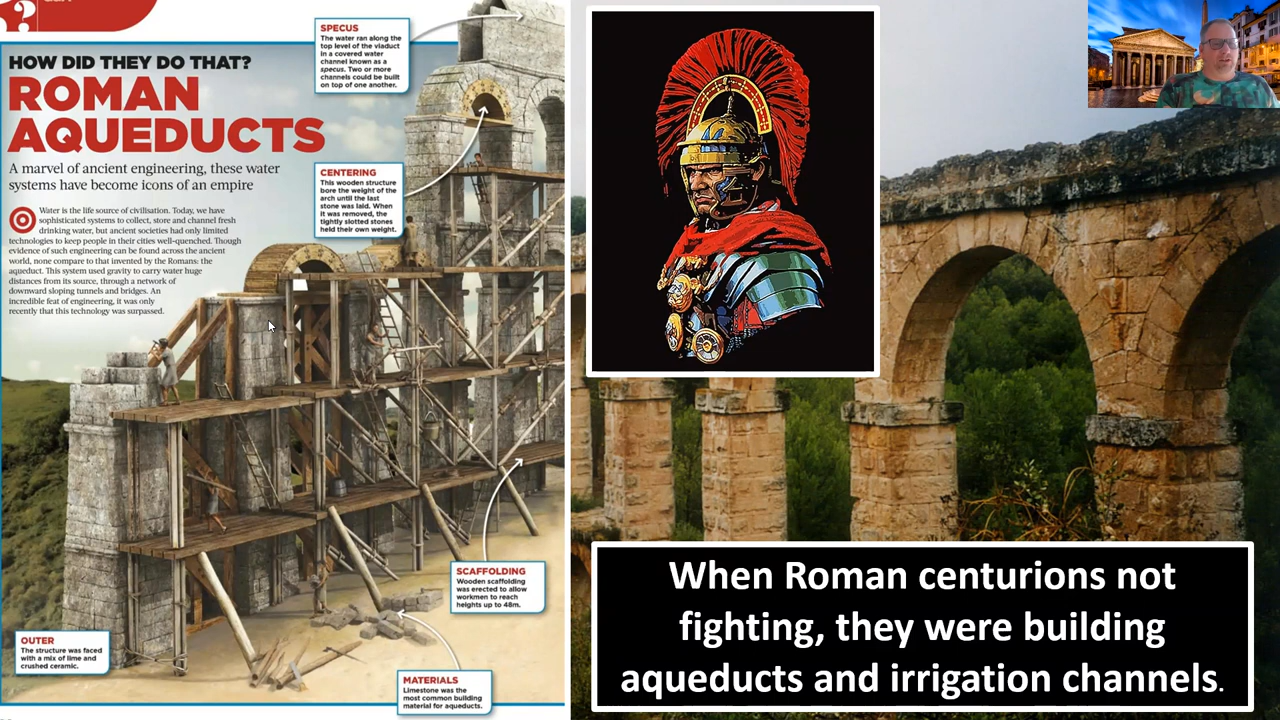 HOW DID THEY DO THAT?
ROMAN
AQUEDUCTS
A marvel of ancient engineering, these water
systems have become icons of an empire
Water is the life source of civilisation. Today, we have
sophisticated systems to collect, store and channel fresh
drinking water, but ancient societies had only limited
technologies to keep people in their cities well-quenched. Though
evidence of such engineering can be found across the ancient
world, none compare to that invented by the Romans: the
aqueduct. This system used gravity to carry water huge
distances from its source, through a network of
downward sloping tunnels and bridges. An
incredible feat of engineering, it was only
recently that this technology was surpassed.
SPECUS
The water ran along the
top level of the viaduct
in a covered water
channel known as a
specus. Two or more
channels could be built
on top of one another.
CENTERING
This wooden structure
bore the weight of the
arch until the last
stone was laid. When
it was removed, the
tightly slotted stones
held their own weight.
SCAFFOLDING
Wooden scaffolding
was erected to allow
workmen to reach
heights up to 48m.
OUTER
The structure was faced
with a mix of lime and
crushed ceramic.
MATERIALS
Limestone was the
most common building
material for aqueducts.
When Roman centurions not
fighting, they were building
aqueducts and irrigation channels.